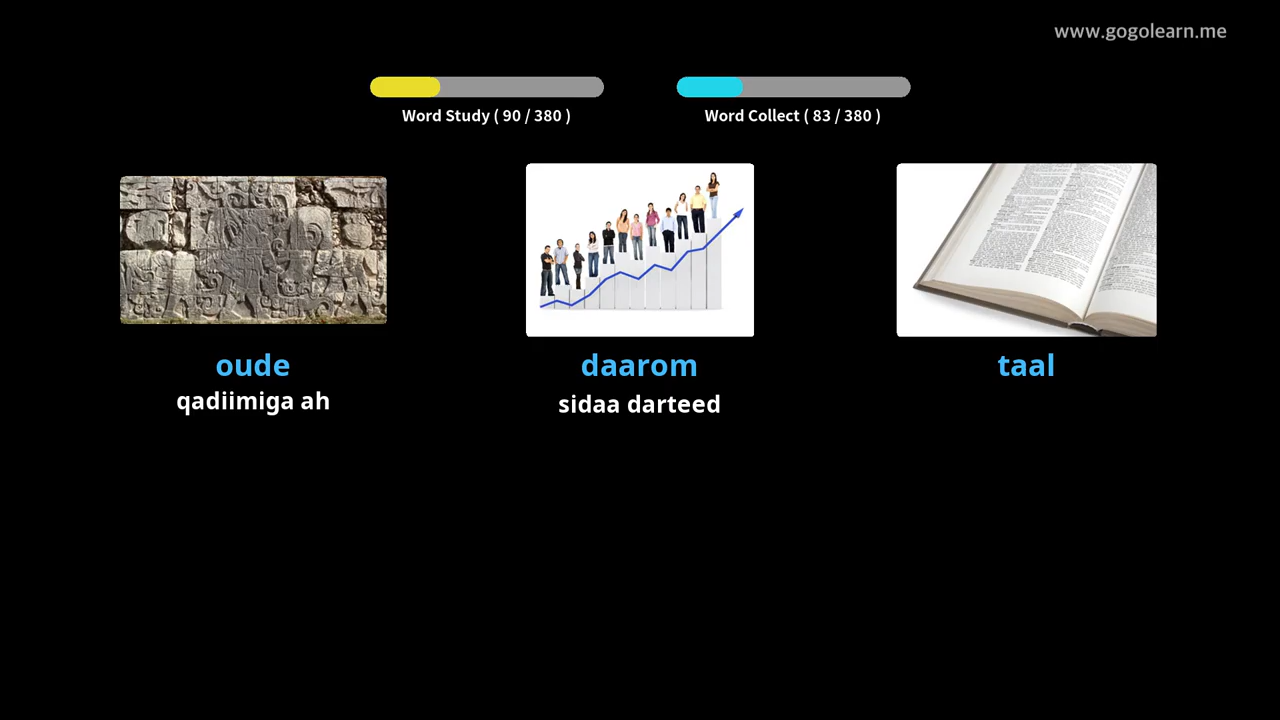 www.gogolearn.me
Word Study ( 90 / 380 )
Word Collect ( 83 / 380 )
oude
qadiimiga ah
daarom
sidaa darteed
taal